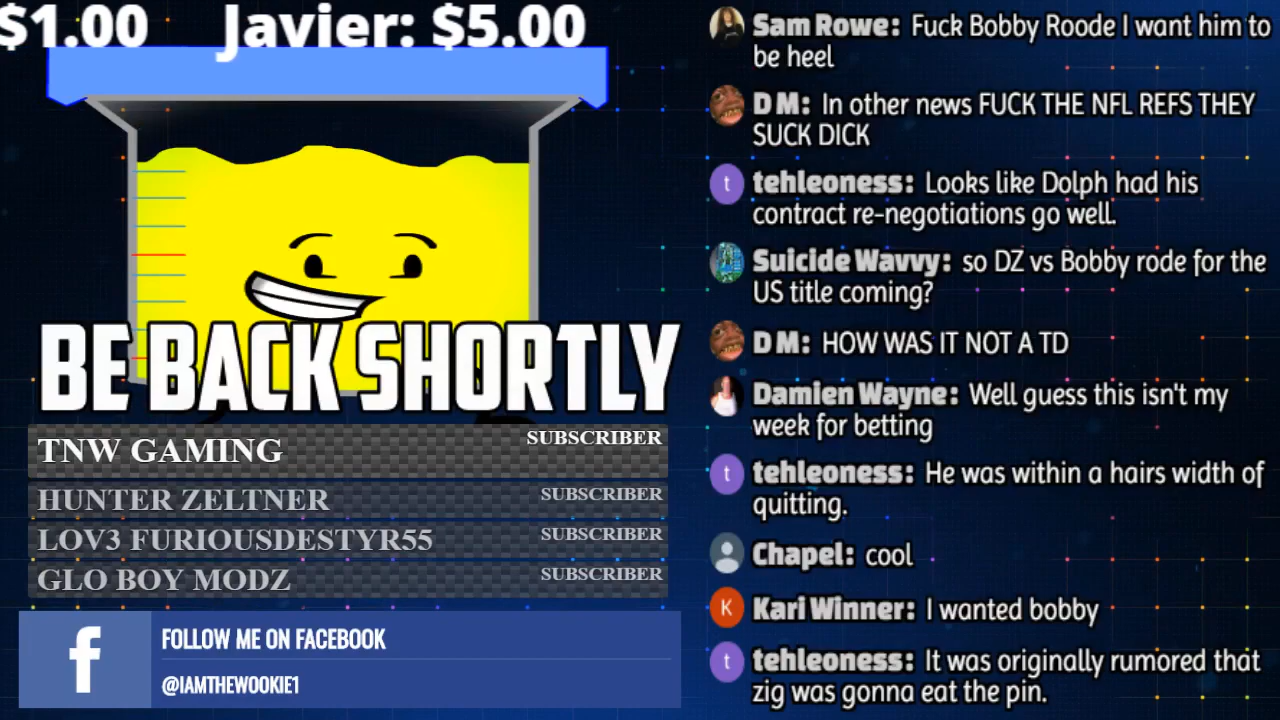 $1.00 Javier: $5.00
BE BACK SHORTLY
TNW GAMING SUBSCRIBER
HUNTER ZELTNER SUBSCRIBER
LOV3 FURIOUSDESTYR55 SUBSCRIBER
GLO BOY MODZ SUBSCRIBER
f FOLLOW ME ON FACEBOOK
@IAMTHEWOOKIE1
Sam Rowe: Fuck Bobby Roode I want him to
be heel
D M: In other news FUCK THE NFL REFS THEY
SUCK DICK
t tehleoness: Looks like Dolph had his
contract re-negotiations go well.
Suicide Wavvy: so DZ vs Bobby rode for the
US title coming?
D M: HOW WAS IT NOT A TD
Damien Wayne: Well guess this isn't my
week for betting
t tehleoness: He was within a hairs width of
quitting.
Chapel: cool
K Kari Winner: I wanted bobby
t tehleoness: It was originally rumored that
zig was gonna eat the pin.